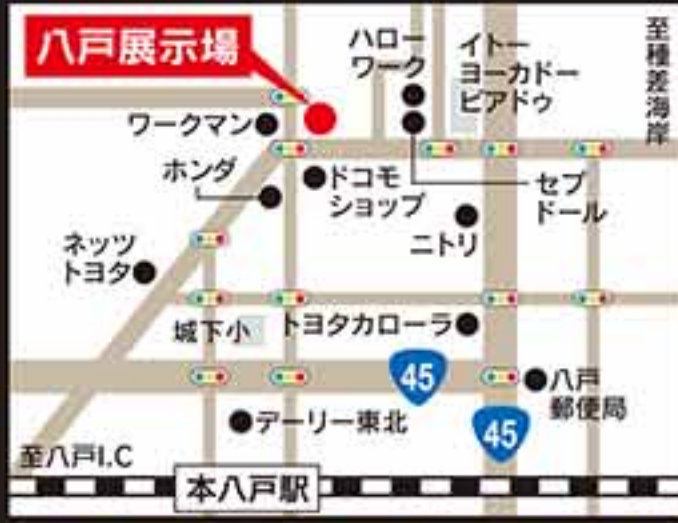 八戸展示場
ハロー
ワーク
イトー
ヨーカドー
ピアドゥ
至種差海岸
ワークマン
ホンダ
ドコモ
ショップ
セブ
ドール
ニトリ
ネッツ
トヨタ
城下小
トヨタカローラ
45
八戸
郵便局
45
デーリー東北
至八戸I.C
本八戸駅